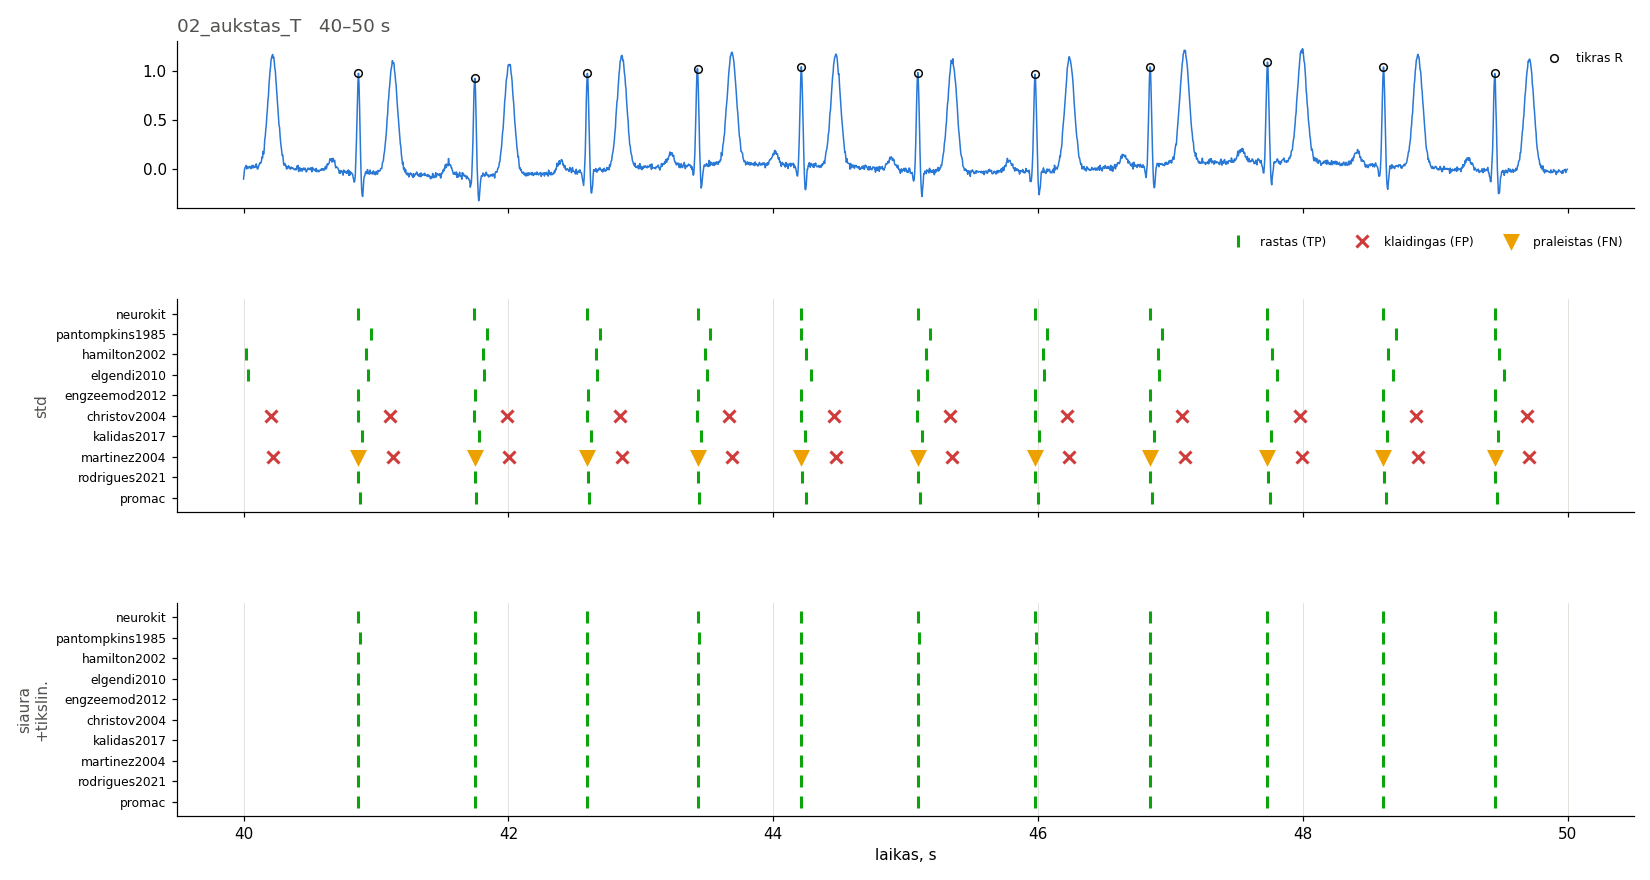 02_aukstas_T 40–50 s
tikras R
1.0
0.5
0.0
rastas (TP) klaidingas (FP) praleistas (FN)
std
neurokit
pantompkins1985
hamilton2002
elgendi2010
engzeemod2012
christov2004
kalidas2017
martinez2004
rodrigues2021
promac
siaura
+tikslin.
neurokit
pantompkins1985
hamilton2002
elgendi2010
engzeemod2012
christov2004
kalidas2017
martinez2004
rodrigues2021
promac
40 42 44 46 48 50
laikas, s